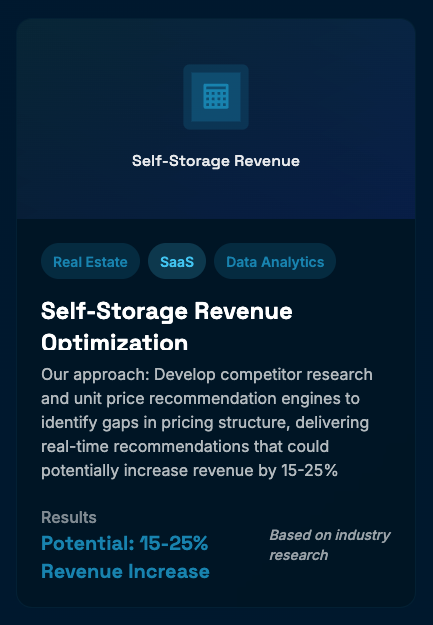 Self-Storage Revenue
Real Estate SaaS Data Analytics
Self-Storage Revenue
Optimization
Our approach: Develop competitor research
and unit price recommendation engines to
identify gaps in pricing structure, delivering
real-time recommendations that could
potentially increase revenue by 15-25%
Results
Potential: 15-25%
Revenue Increase
Based on industry
research